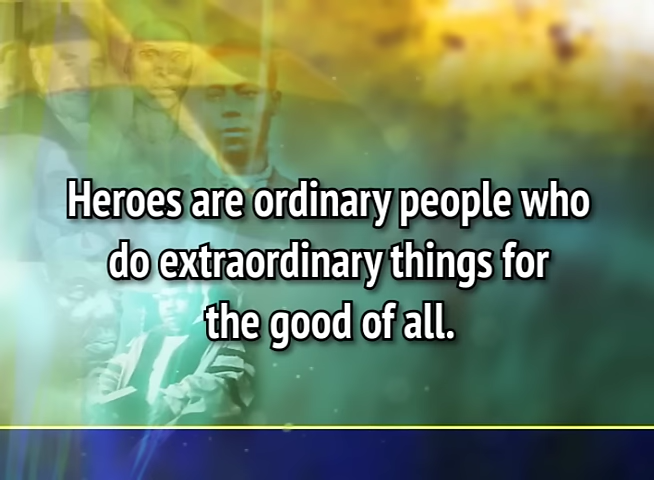 Heroes are ordinary people who
do extraordinary things for
the good of all.